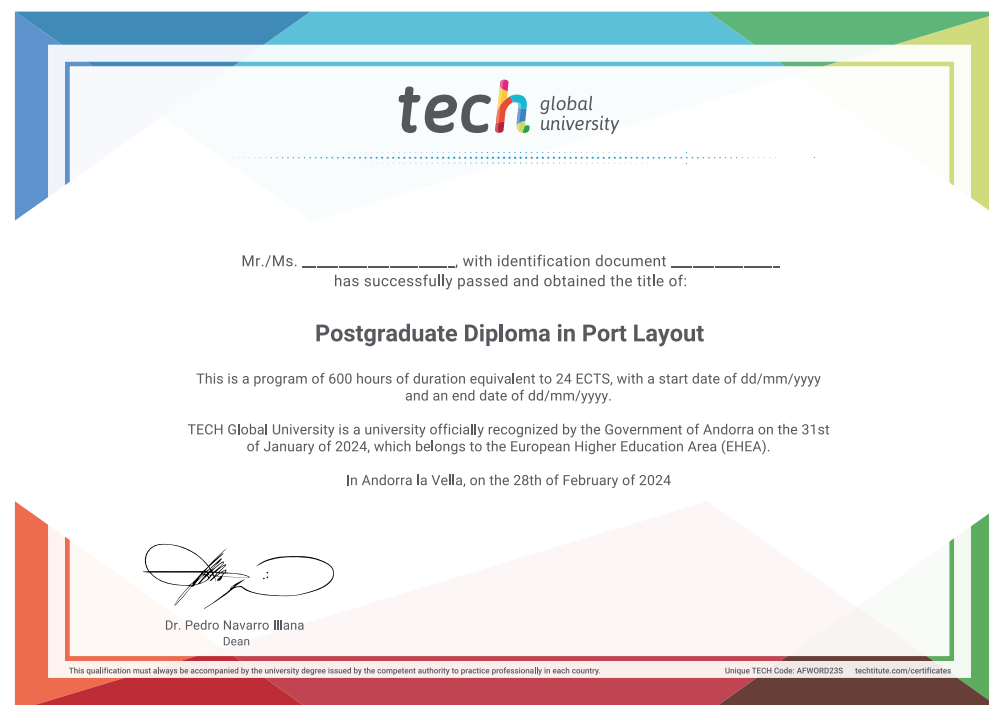 tech global
university
Mr./Ms. ____________________, with identification document ______________
has successfully passed and obtained the title of:
Postgraduate Diploma in Port Layout
This is a program of 600 hours of duration equivalent to 24 ECTS, with a start date of dd/mm/yyyy
and an end date of dd/mm/yyyy.
TECH Global University is a university officially recognized by the Government of Andorra on the 31st
of January of 2024, which belongs to the European Higher Education Area (EHEA).
In Andorra la Vella, on the 28th of February of 2024
Dr. Pedro Navarro Illana
Dean
This qualification must always be accompanied by the university degree issued by the competent authority to practice professionally in each country.
Unique TECH Code: AFWORD23S techtitute.com/certificates